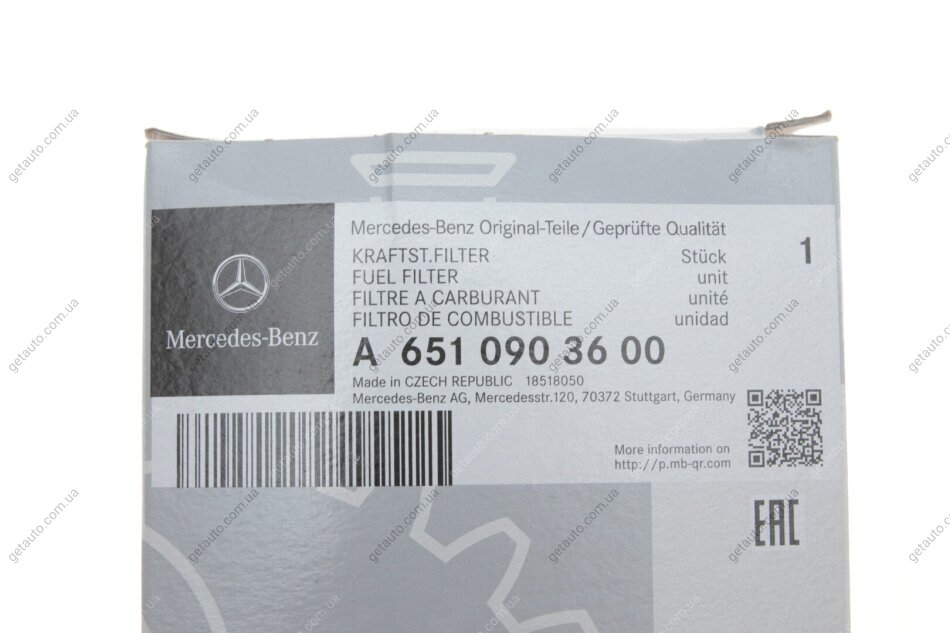 Mercedes-Benz
Mercedes-Benz Original-Teile/Geprüfte Qualität
KRAFTST.FILTER Stück 1
FUEL FILTER unit
FILTRE A CARBURANT unité
FILTRO DE COMBUSTIBLE unidad
A 651 090 36 00
Made in CZECH REPUBLIC 18518050
Mercedes-Benz AG, Mercedesstr.120, 70372 Stuttgart, Germany
More information on
http://p.mb-qr.com
EAC
getauto.com.ua